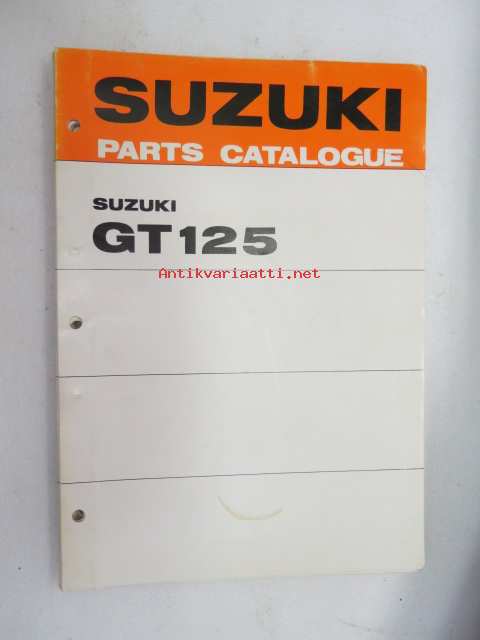 SUZUKI
PARTS CATALOGUE
SUZUKI
GT125
Antikvariaatti.net